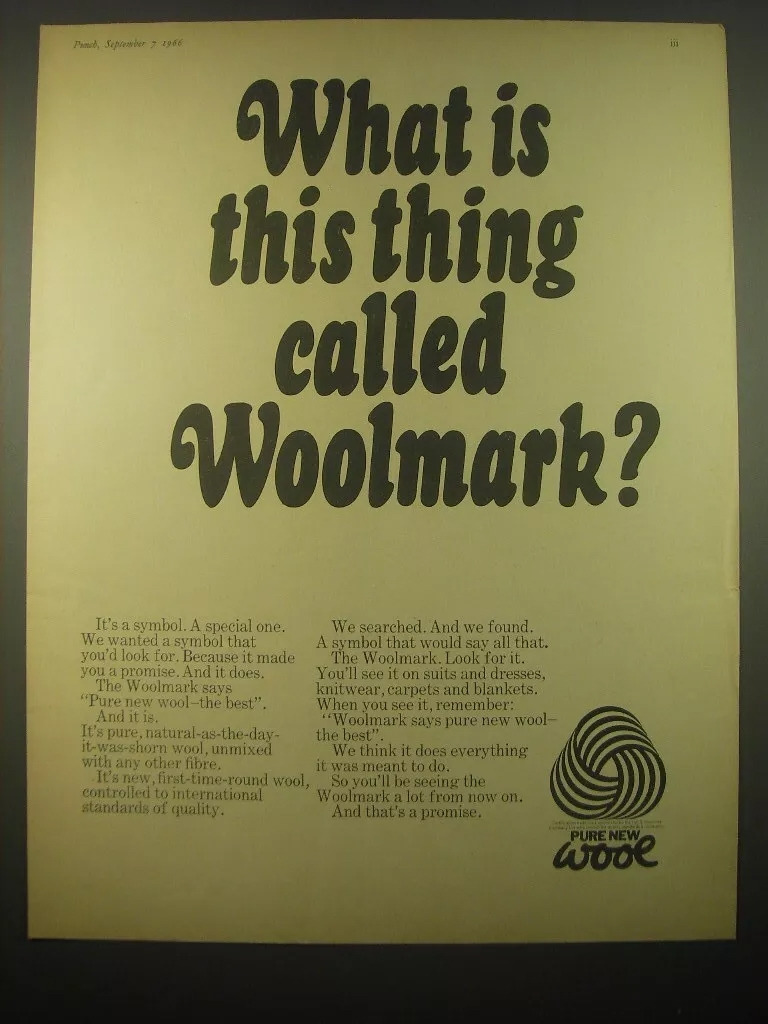 Punch, September 7 1966
iii
What is
this thing
called
Woolmark?
It's a symbol. A special one.
We wanted a symbol that
you'd look for. Because it made
you a promise. And it does.
The Woolmark says
"Pure new wool–the best".
And it is.
It's pure, natural-as-the-day-
it-was-shorn wool, unmixed
with any other fibre.
It's new, first-time-round wool,
controlled to international
standards of quality.
We searched. And we found.
A symbol that would say all that.
The Woolmark. Look for it.
You'll see it on suits and dresses,
knitwear, carpets and blankets.
When you see it, remember:
"Woolmark says pure new wool–
the best".
We think it does everything
it was meant to do.
So you'll be seeing the
Woolmark a lot from now on.
And that's a promise.
PURE NEW
wool